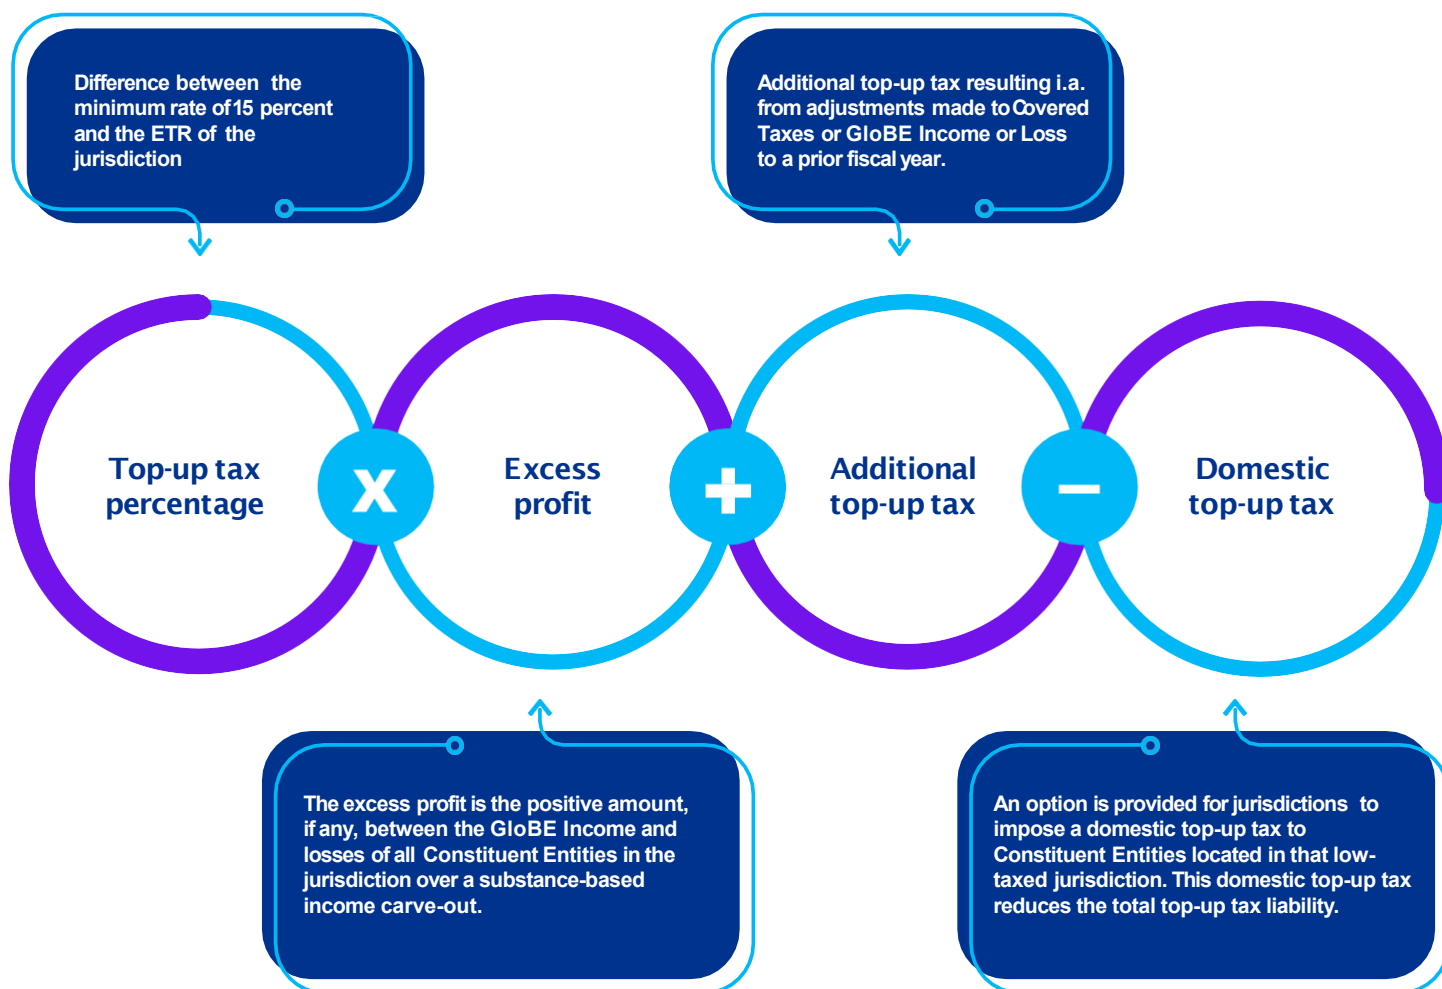 Difference between the
minimum rate of 15 percent
and the ETR of the
jurisdiction
Additional top-up tax resulting i.a.
from adjustments made to Covered
Taxes or GloBE Income or Loss
to a prior fiscal year.
Top-up tax
percentage
x
Excess
profit
+
Additional
top-up tax
−
Domestic
top-up tax
The excess profit is the positive amount,
if any, between the GloBE Income and
losses of all Constituent Entities in the
jurisdiction over a substance-based
income carve-out.
An option is provided for jurisdictions to
impose a domestic top-up tax to
Constituent Entities located in that low-
taxed jurisdiction. This domestic top-up tax
reduces the total top-up tax liability.